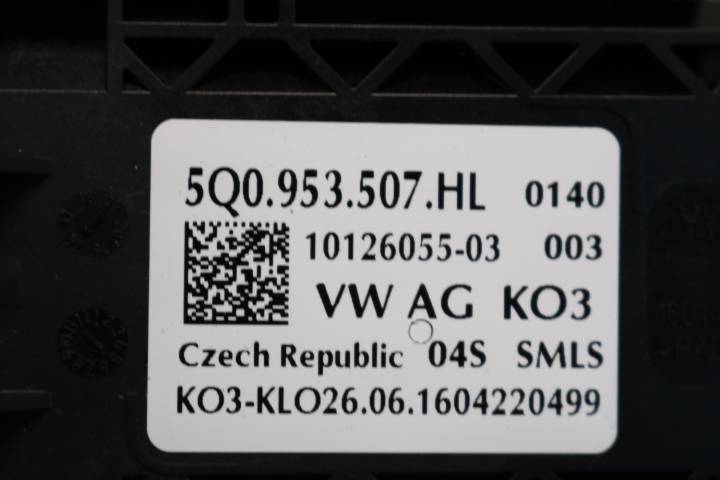 5Q0.953.507.HL 0140
10126055-03 003
VW AG KO3
Czech Republic 04S SMLS
KO3-KLO26.06.1604220499